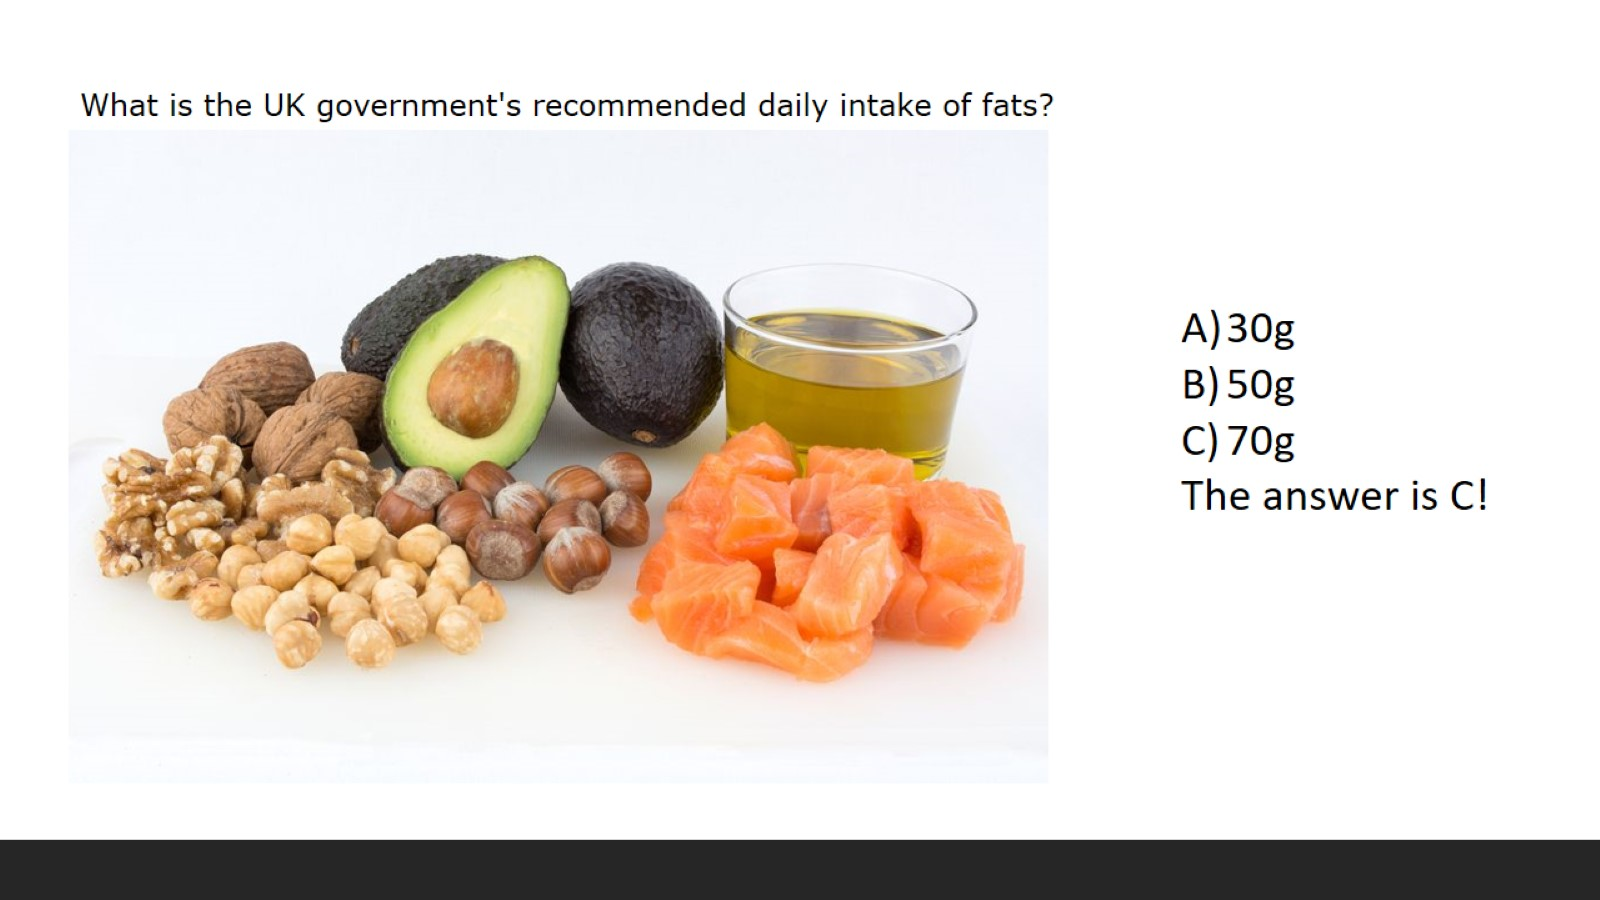 What is the UK government's recommended daily intake of fats?
A) 30g
B) 50g
C) 70g
The answer is C!